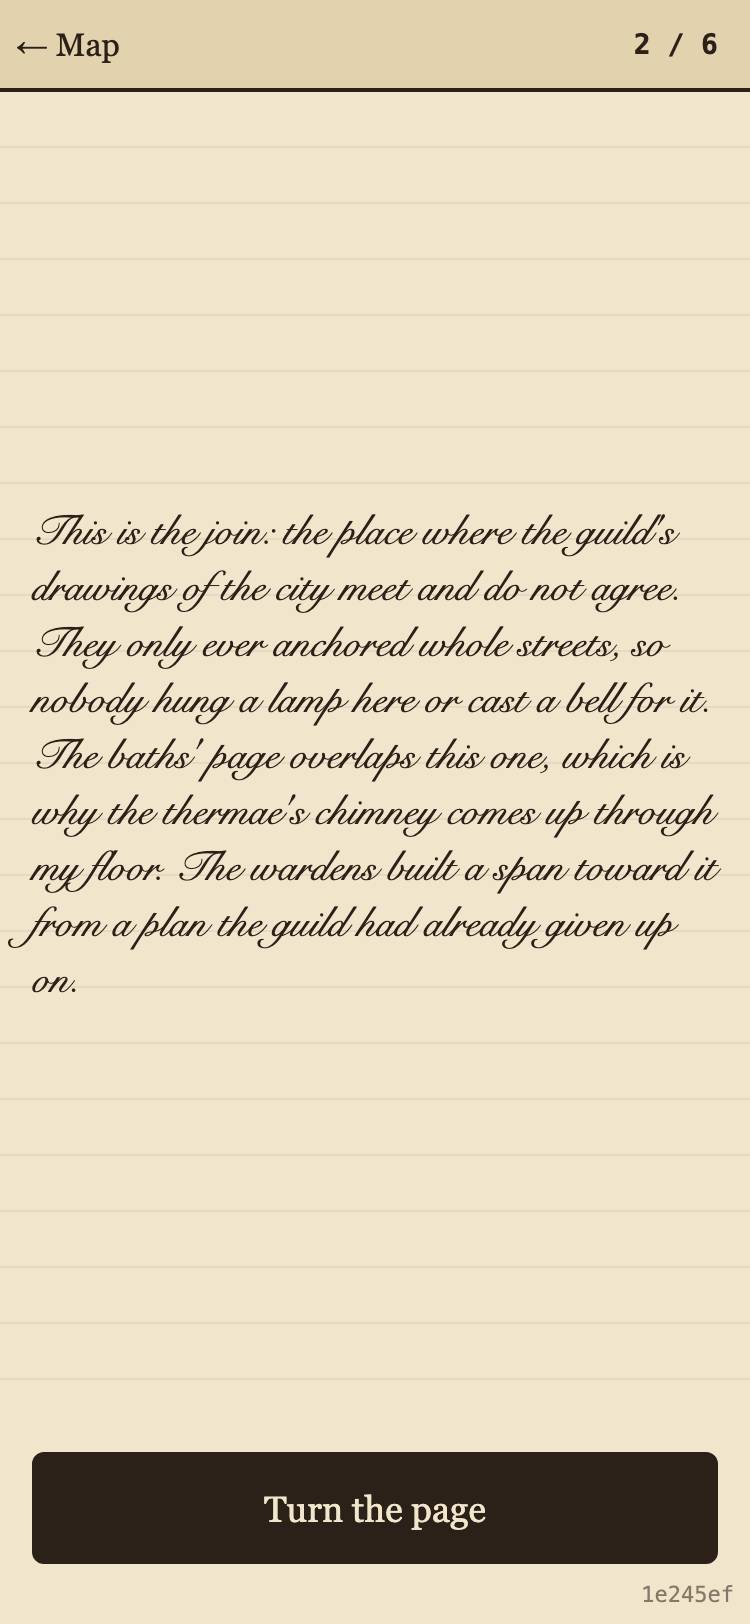 ← Map
2 / 6
This is the join: the place where the guild's
drawings of the city meet and do not agree.
They only ever anchored whole streets, so
nobody hung a lamp here or cast a bell for it.
The baths' page overlaps this one, which is
why the thermae's chimney comes up through
my floor. The wardens built a span toward it
from a plan the guild had already given up
on.
Turn the page
1e245ef